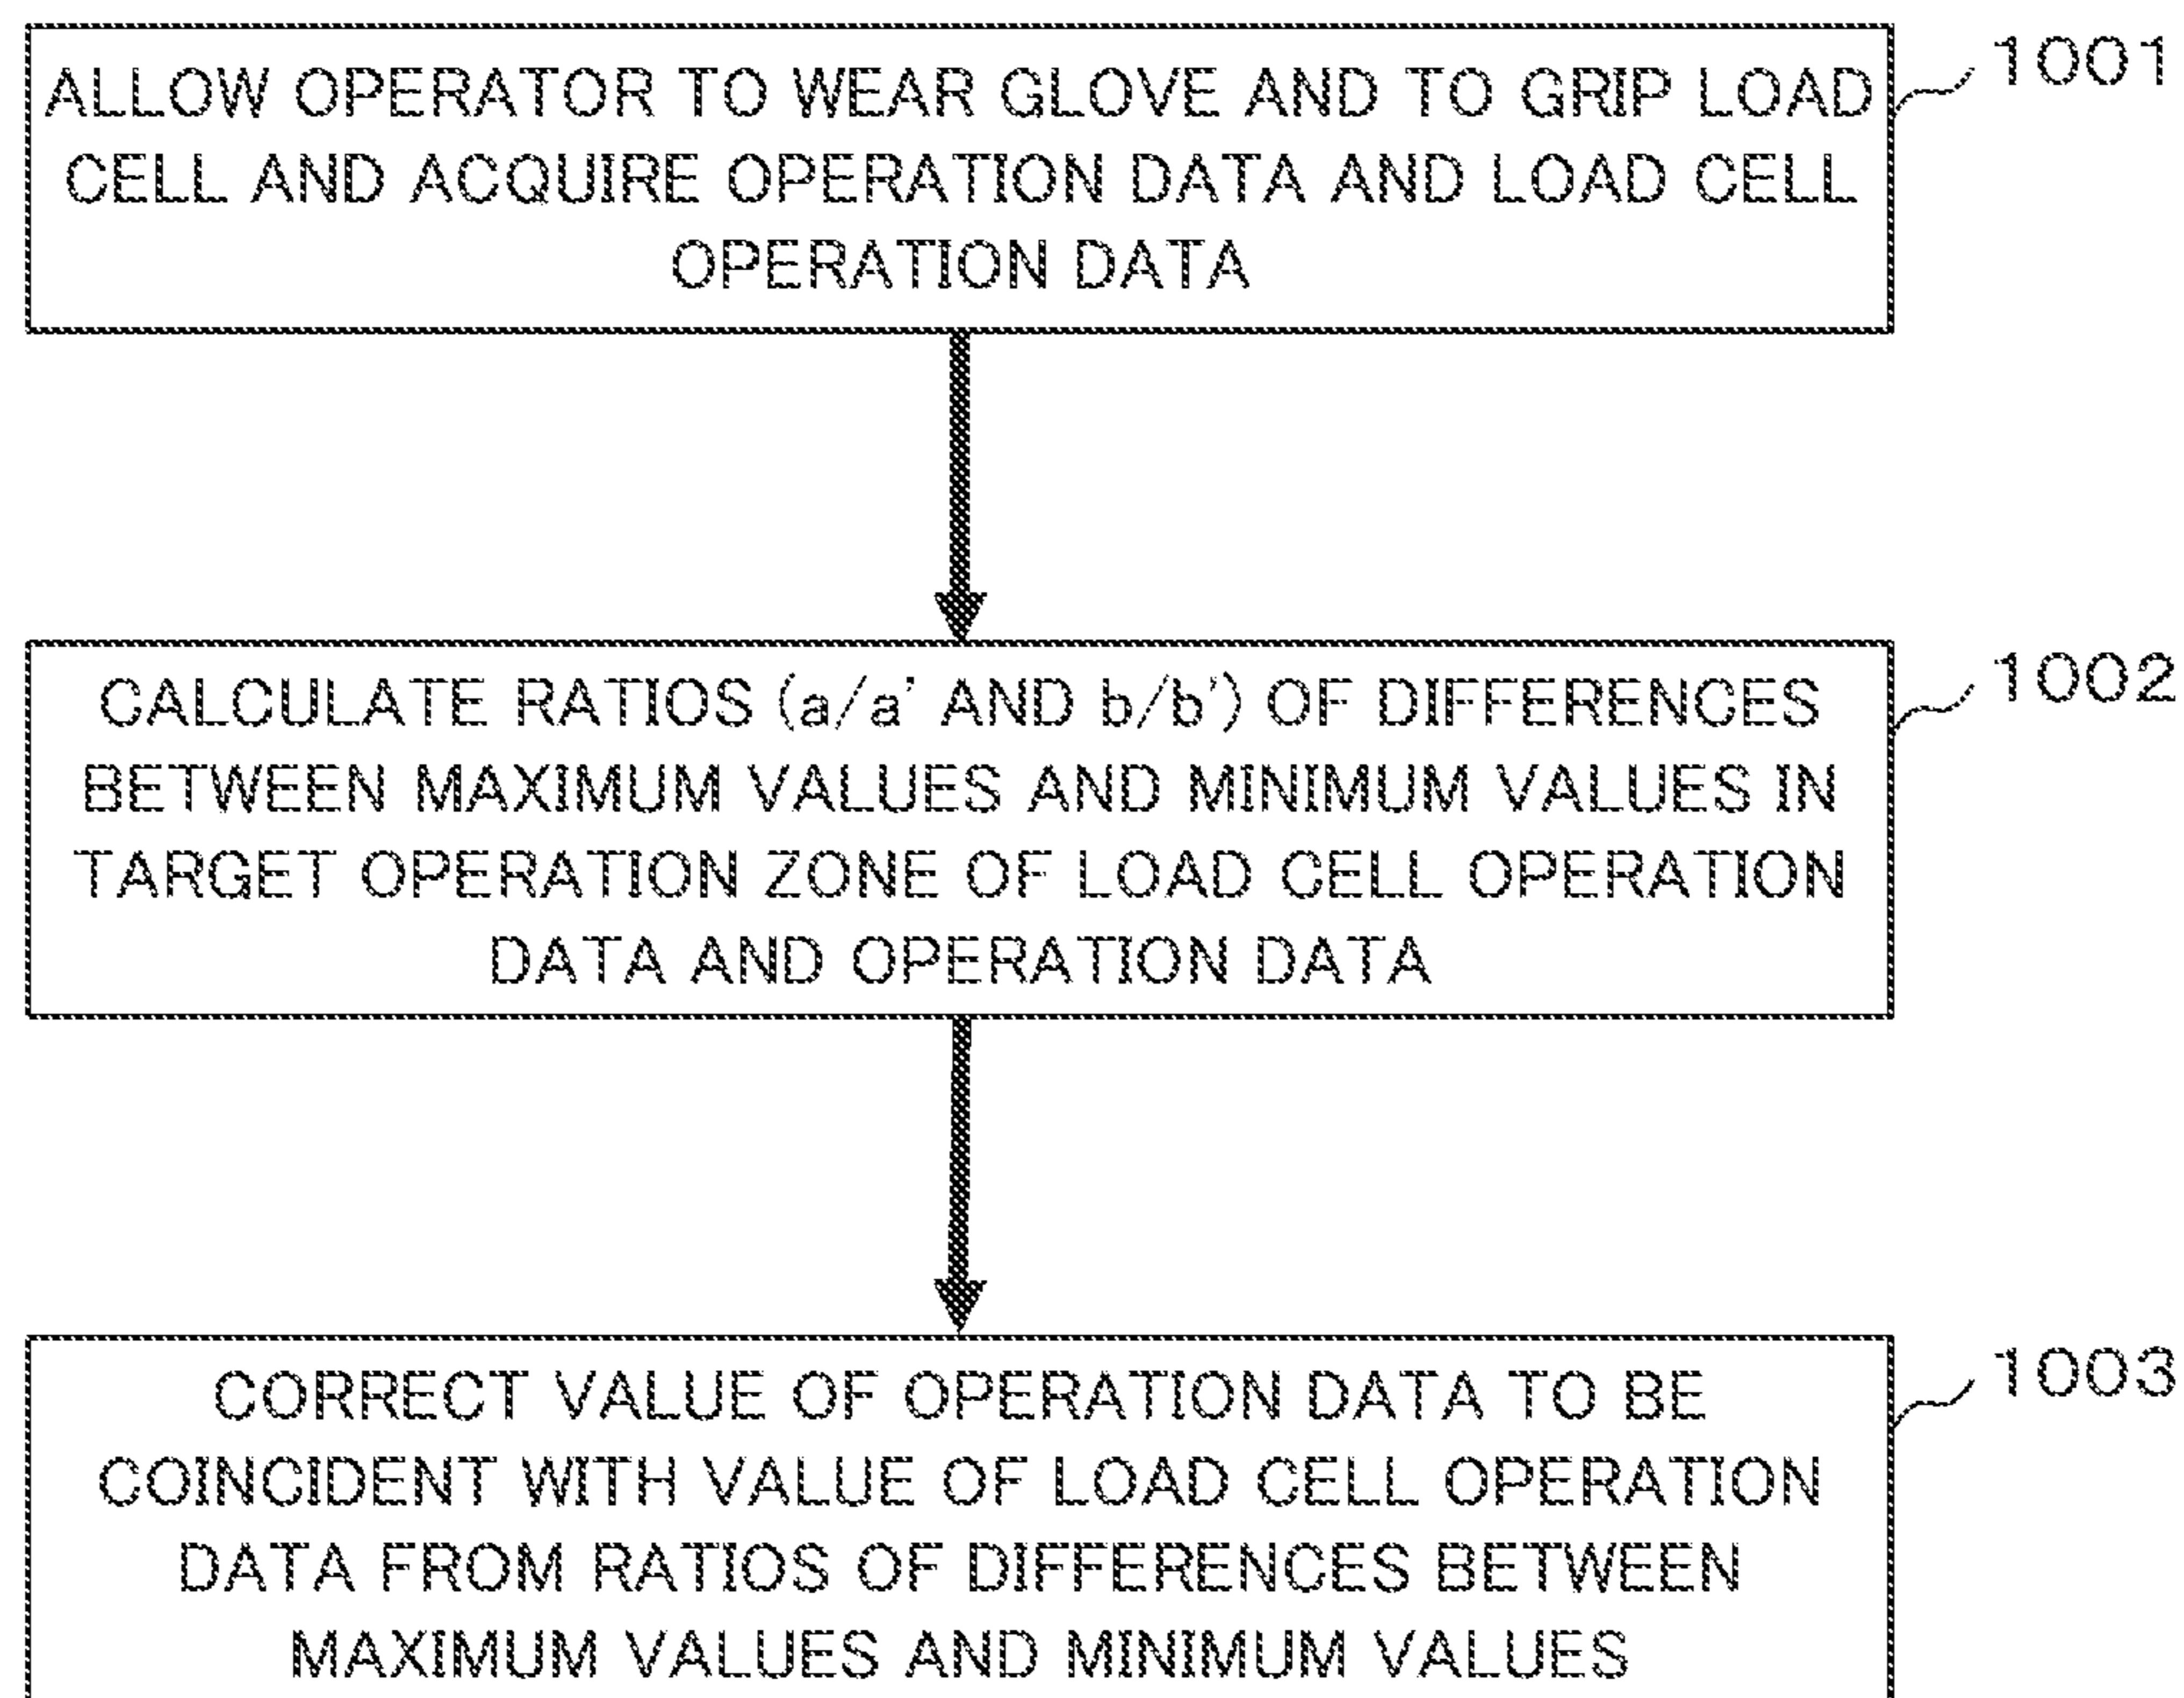 ALLOW OPERATOR TO WEAR GLOVE AND TO GRIP LOAD
CELL AND ACQUIRE OPERATION DATA AND LOAD CELL
OPERATION DATA
1001
CALCULATE RATIOS (a/a' AND b/b') OF DIFFERENCES
BETWEEN MAXIMUM VALUES AND MINIMUM VALUES IN
TARGET OPERATION ZONE OF LOAD CELL OPERATION
DATA AND OPERATION DATA
1002
CORRECT VALUE OF OPERATION DATA TO BE
COINCIDENT WITH VALUE OF LOAD CELL OPERATION
DATA FROM RATIOS OF DIFFERENCES BETWEEN
MAXIMUM VALUES AND MINIMUM VALUES
1003